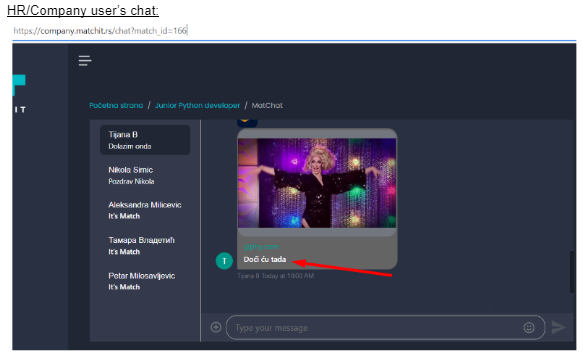 HR/Company user's chat:
https://company.matchit.rs/chat?match_id=166
IT
Početna strana / Junior Python developer / MatChat
Tijana B
Dolazim onda
Nikola Simic
Pozdrav Nikola
Aleksandra Milicevic
It's Match
Тамара Владетић
It's Match
Petar Milosavljevic
It's Match
T
Doći ću tada
Tijana B Today at 10:00 AM
Type your message